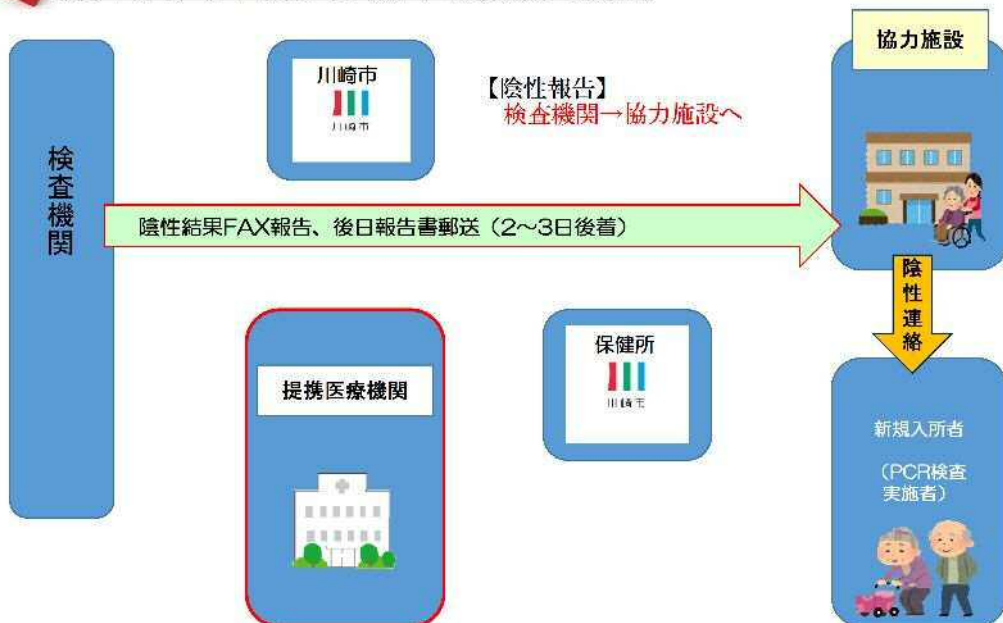 協力施設
川崎市
川崎市
【陰性報告】
検査機関→協力施設へ
検査機関
陰性結果FAX報告、後日報告書郵送(2~3日後着)
陰性連絡
保健所
川崎市
提携医療機関
新規入所者
(PCR検査
実施者)